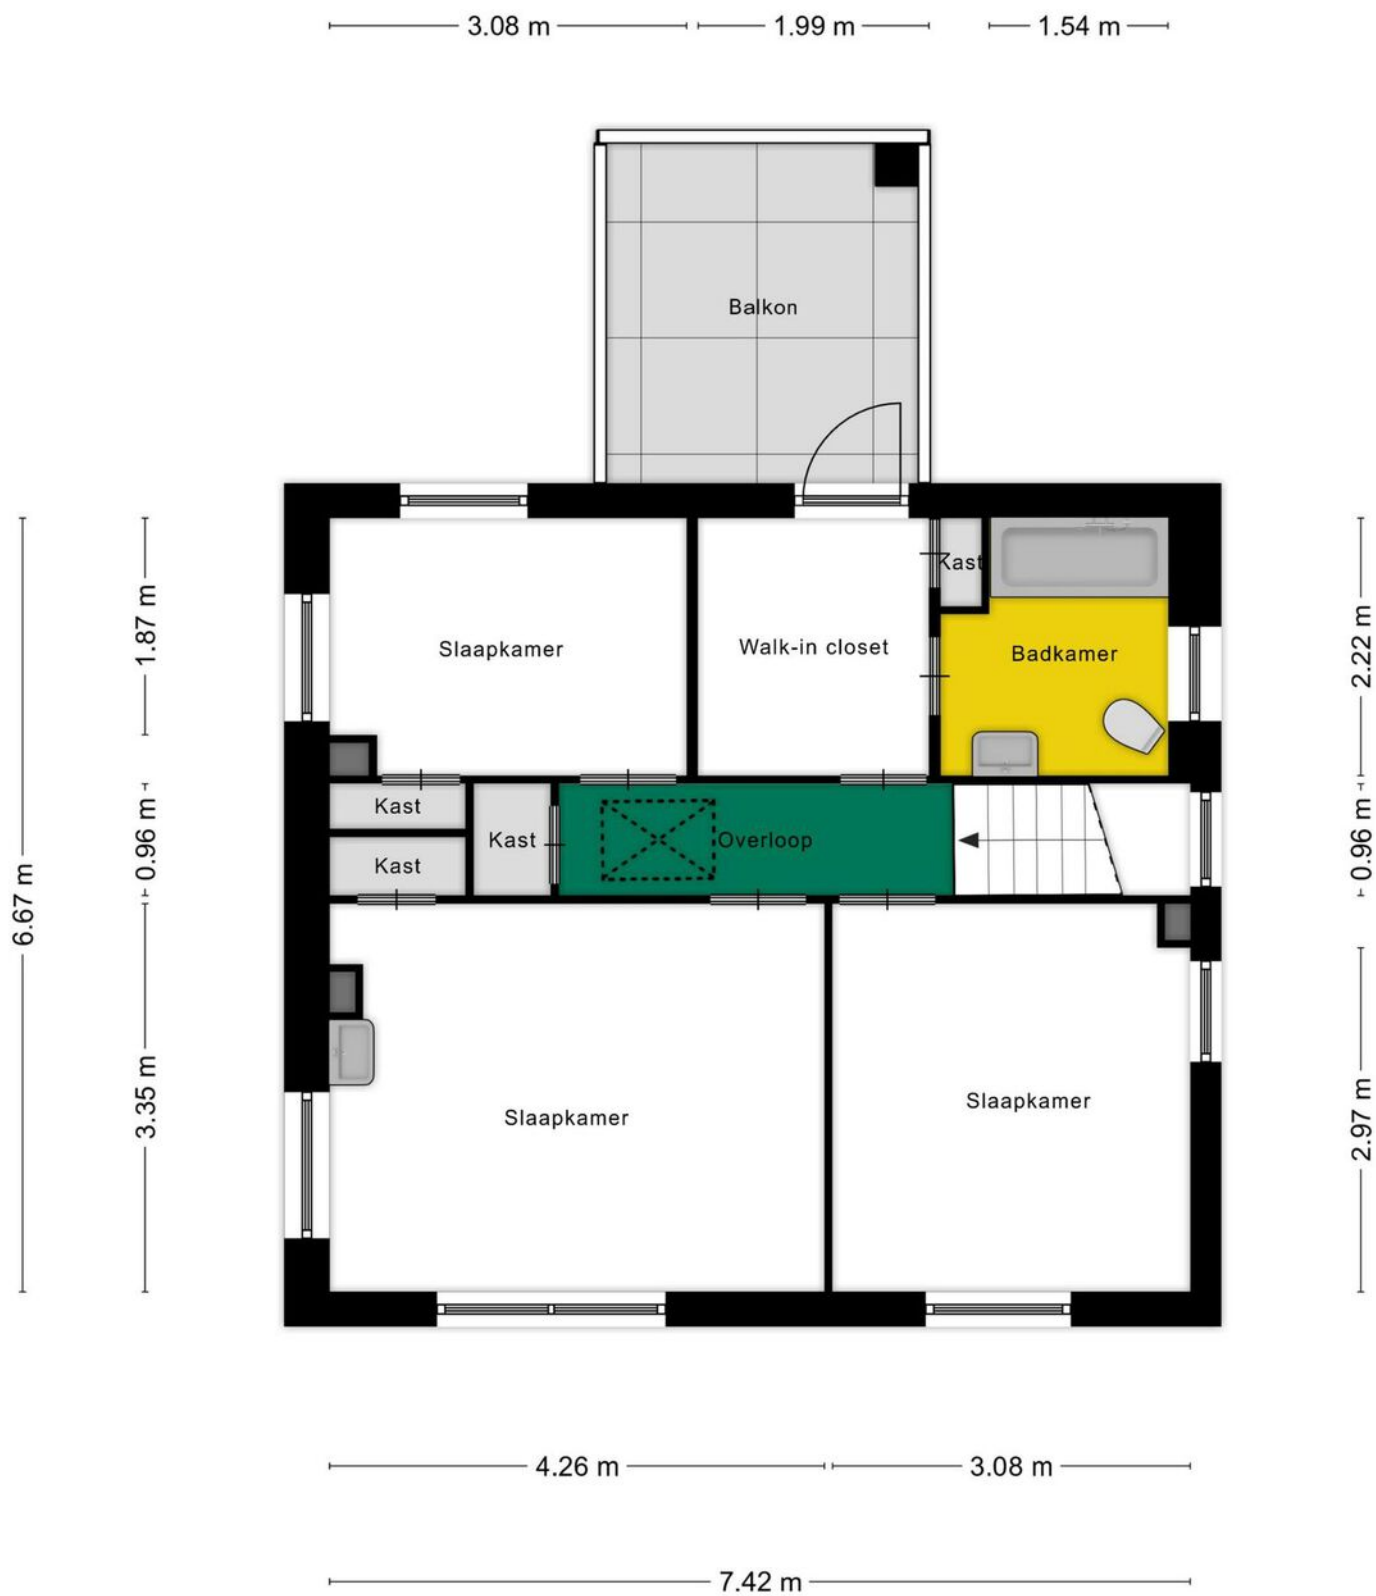 3.08 m
1.99 m
1.54 m
Balkon
Kast
Slaapkamer
Walk-in closet
Badkamer
1.87 m
2.22 m
Kast
Kast
Kast
Overloop
0.96 m
0.96 m
6.67 m
3.35 m
2.97 m
Slaapkamer
Slaapkamer
4.26 m
3.08 m
7.42 m